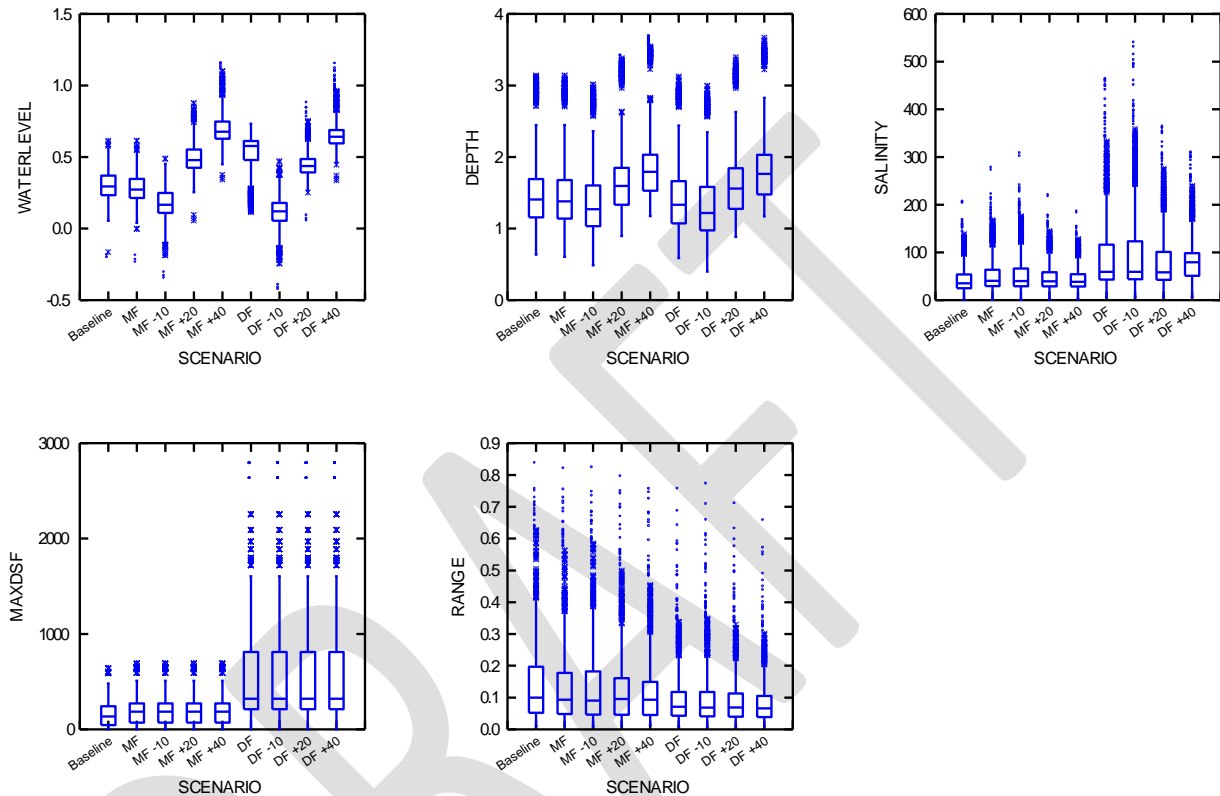 WATERLEVEL
1.5
1.0
0.5
0.0
-0.5
Baseline
MF
MF -10
MF +20
MF +40
DF
DF -10
DF +20
DF +40
SCENARIO
DEPTH
4
3
2
1
0
Baseline
MF
MF -10
MF +20
MF +40
DF
DF -10
DF +20
DF +40
SCENARIO
SALINITY
600
500
400
300
200
100
0
Baseline
MF
MF -10
MF +20
MF +40
DF
DF -10
DF +20
DF +40
SCENARIO
MAXDSF
3000
2000
1000
0
Baseline
MF
MF -10
MF +20
MF +40
DF
DF -10
DF +20
DF +40
SCENARIO
RANGE
0.9
0.8
0.7
0.6
0.5
0.4
0.3
0.2
0.1
0.0
Baseline
MF
MF -10
MF +20
MF +40
DF
DF -10
DF +20
DF +40
SCENARIO
DRAFT